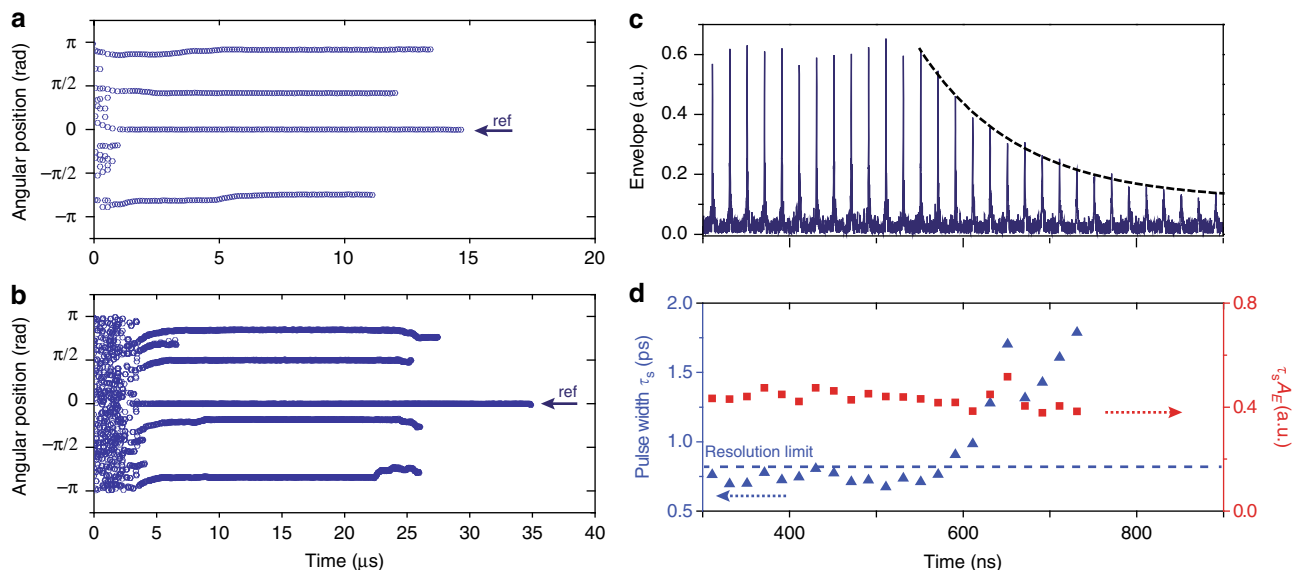 a
Angular position (rad)
π
π/2
0
−π/2
−π
ref
0 5 10 15 20
b
Angular position (rad)
π
π/2
0
−π/2
−π
ref
0 5 10 15 20 25 30 35 40
Time (μs)
c
Envelope (a.u.)
0.6
0.4
0.2
0.0
400 600 800
d
Pulse width τs (ps)
2.0
1.5
1.0
0.5
Resolution limit
0.8
0.4
0.0
τsAE (a.u.)
400 600 800
Time (ns)